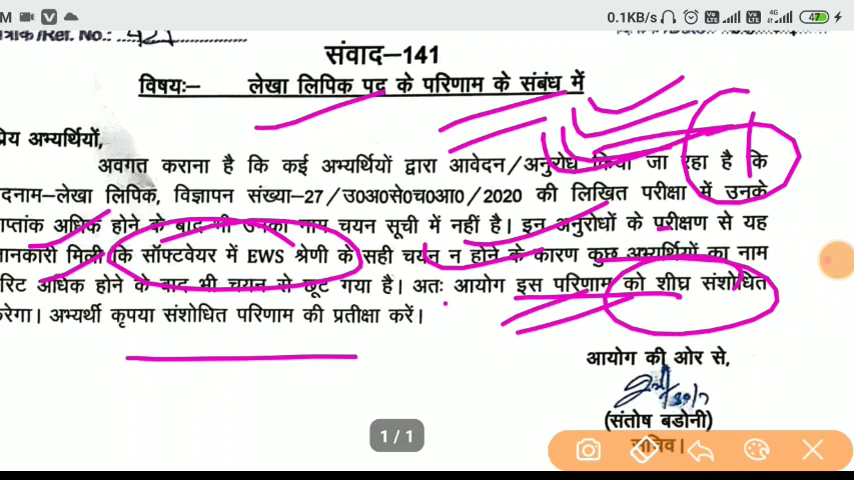 0.1KB/s 47
/Ref. No.:
संवाद–141
विषयः– लेखा लिपिक पद के परिणाम के संबंध में
प्रिय अभ्यर्थियों,
अवगत कराना है कि कई अभ्यर्थियों द्वारा आवेदन/अनुरोध किया जा रहा है कि
दनाम–लेखा लिपिक, विज्ञापन संख्या–27/उ0अ0से0च0आ0/2020 की लिखित परीक्षा में उनके
ाप्तांक अधिक होने के बाद भी उनका नाम चयन सूची में नहीं है। इन अनुरोधों के परीक्षण से यह
ानकारी मिली कि सॉफ्टवेयर में EWS श्रेणी के सही चयन न होने के कारण कुछ अभ्यर्थियों का नाम
रिट अधिक होने के बाद भी चयन से छूट गया है। अतः आयोग इस परिणाम को शीघ्र संशोधित
रेगा। अभ्यर्थी कृपया संशोधित परिणाम की प्रतीक्षा करें।
आयोग की ओर से,
(संतोष बडोनी)
सचिव।
1 / 1